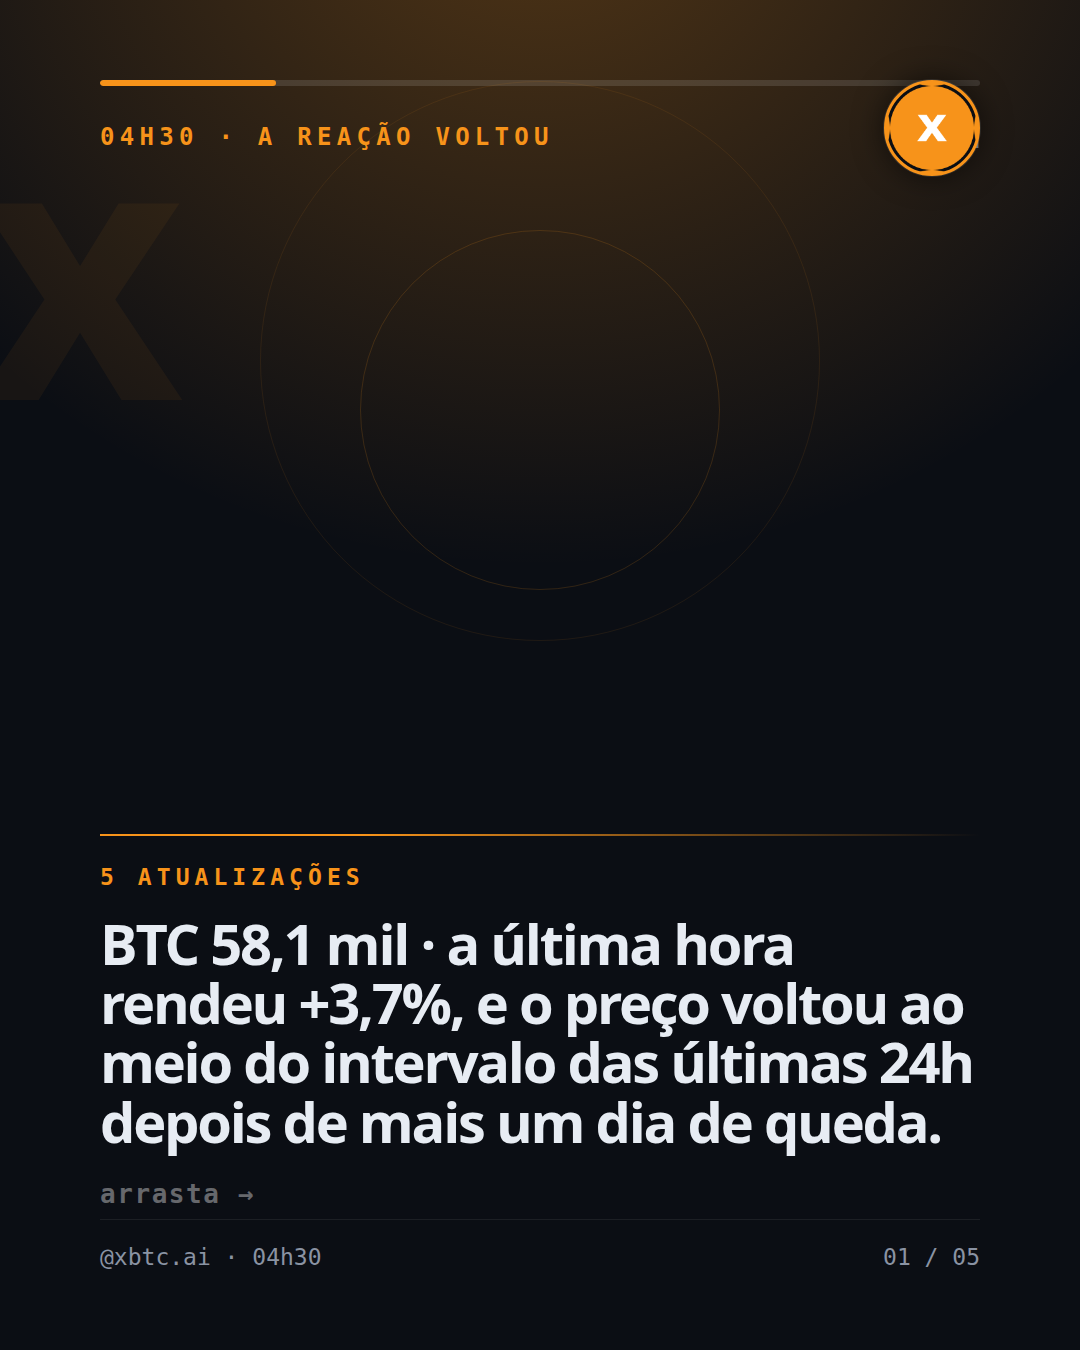 04H30 · A REAÇÃO VOLTOU
X
X
5 ATUALIZAÇÕES
BTC 58,1 mil · a última hora
rendeu +3,7%, e o preço voltou ao
meio do intervalo das últimas 24h
depois de mais um dia de queda.
arrasta →
@xbtc.ai · 04h30
01 / 05